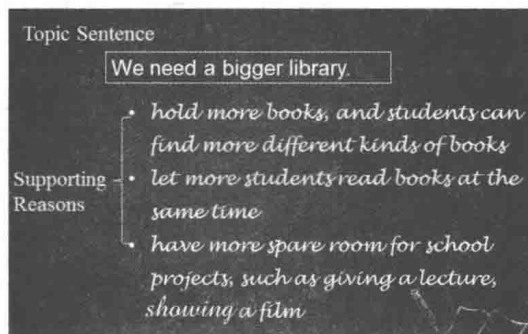 Topic Sentence
We need a bigger library.
• hold more books, and students can
find more different kinds of books
Supporting
Reasons
• let more students read books at the
same time
• have more spare room for school
projects, such as giving a lecture,
showing a film